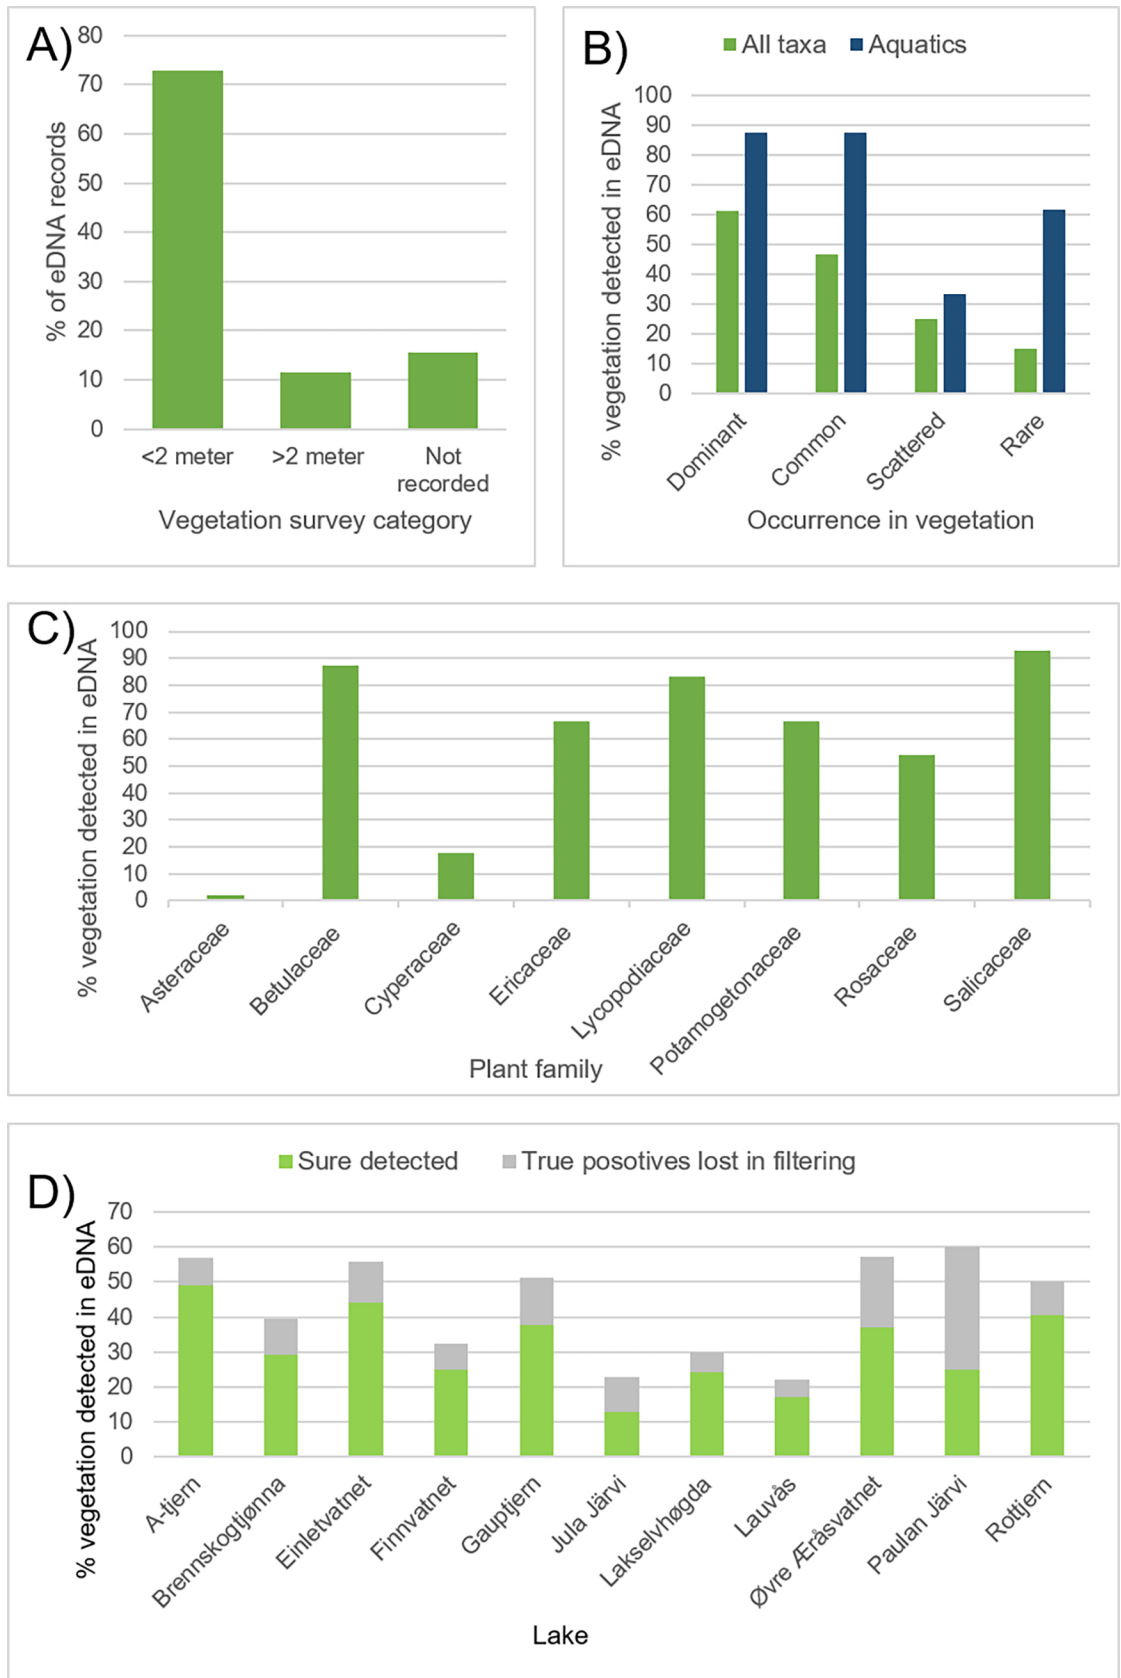 A)
80
70
60
50
40
30
20
10
0
% of eDNA records
<2 meter
>2 meter
Not
recorded
Vegetation survey category
B)
All taxa
Aquatics
100
90
80
70
60
50
40
30
20
10
0
% vegetation detected in eDNA
Dominant
Common
Scattered
Rare
Occurrence in vegetation
C)
100
90
80
70
60
50
40
30
20
10
0
% vegetation detected in eDNA
Asteraceae
Betulaceae
Cyperaceae
Ericaceae
Lycopodiaceae
Potamogetonaceae
Rosaceae
Salicaceae
Plant family
Sure detected
True posotives lost in filtering
D)
70
60
50
40
30
20
10
0
% vegetation detected in eDNA
A-tjern
Brennskogtjønna
Einletvatnet
Finnvatnet
Gauptjern
Jula Järvi
Lakselvhøgda
Lauvås
Øvre Æråsvatnet
Paulan Järvi
Rottjern
Lake